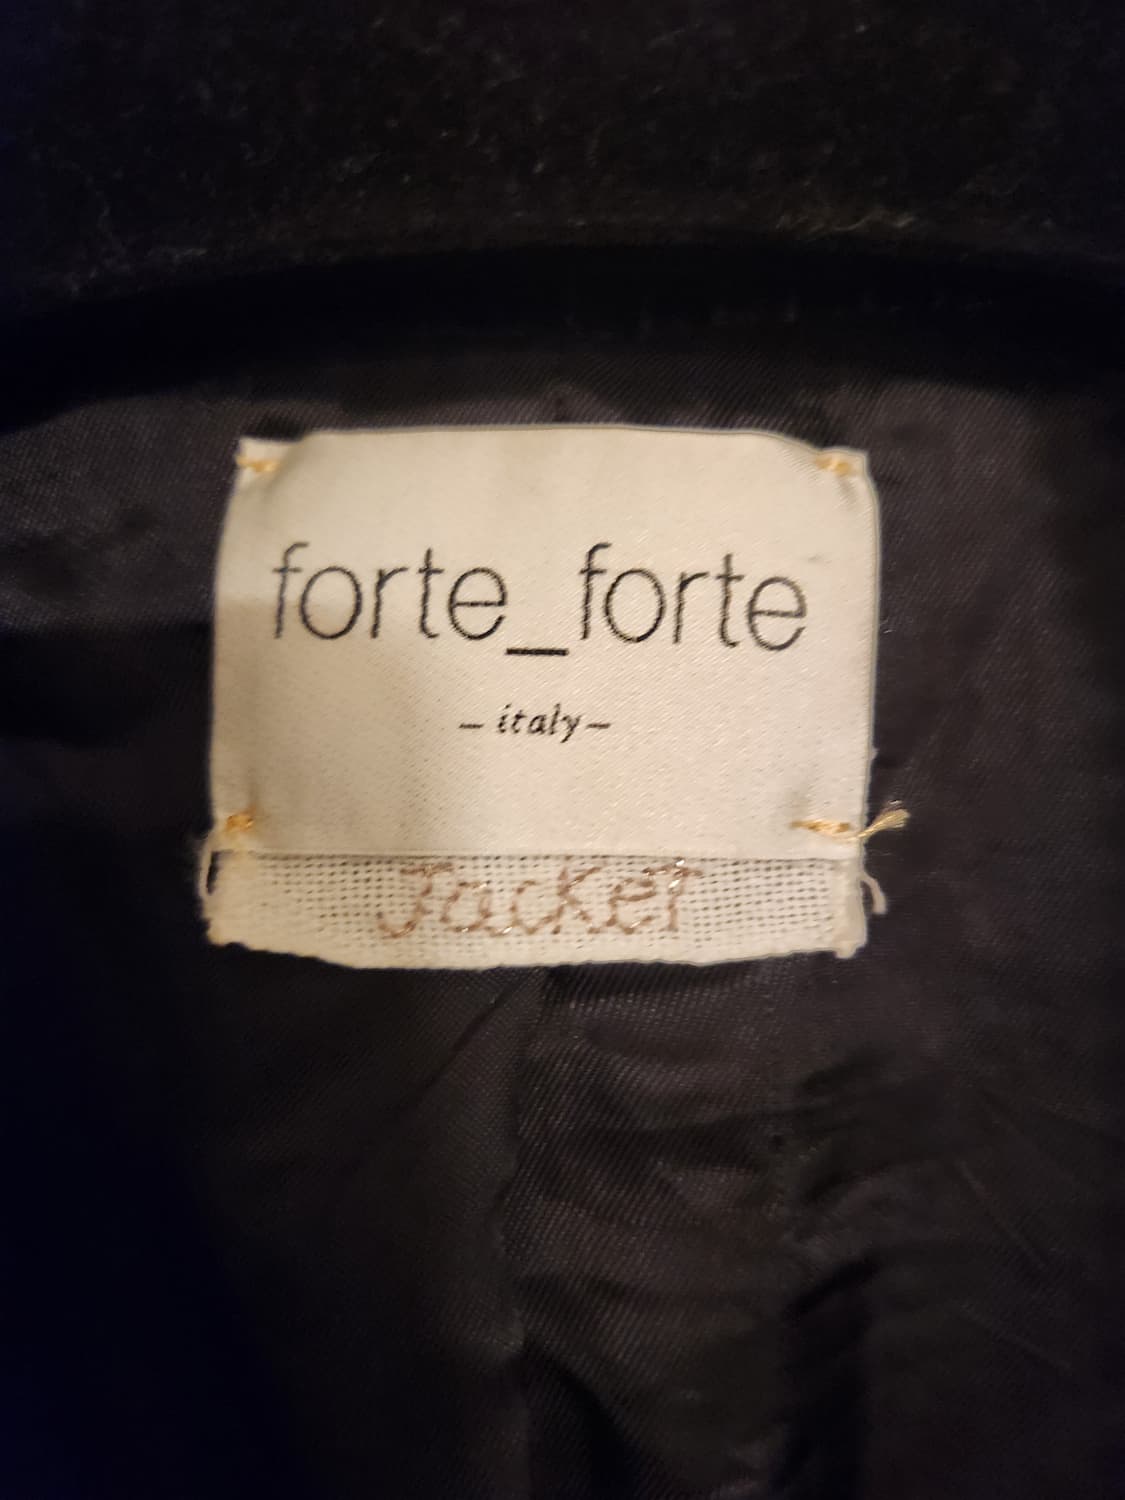 forte_forte
– italy –
JacKeT